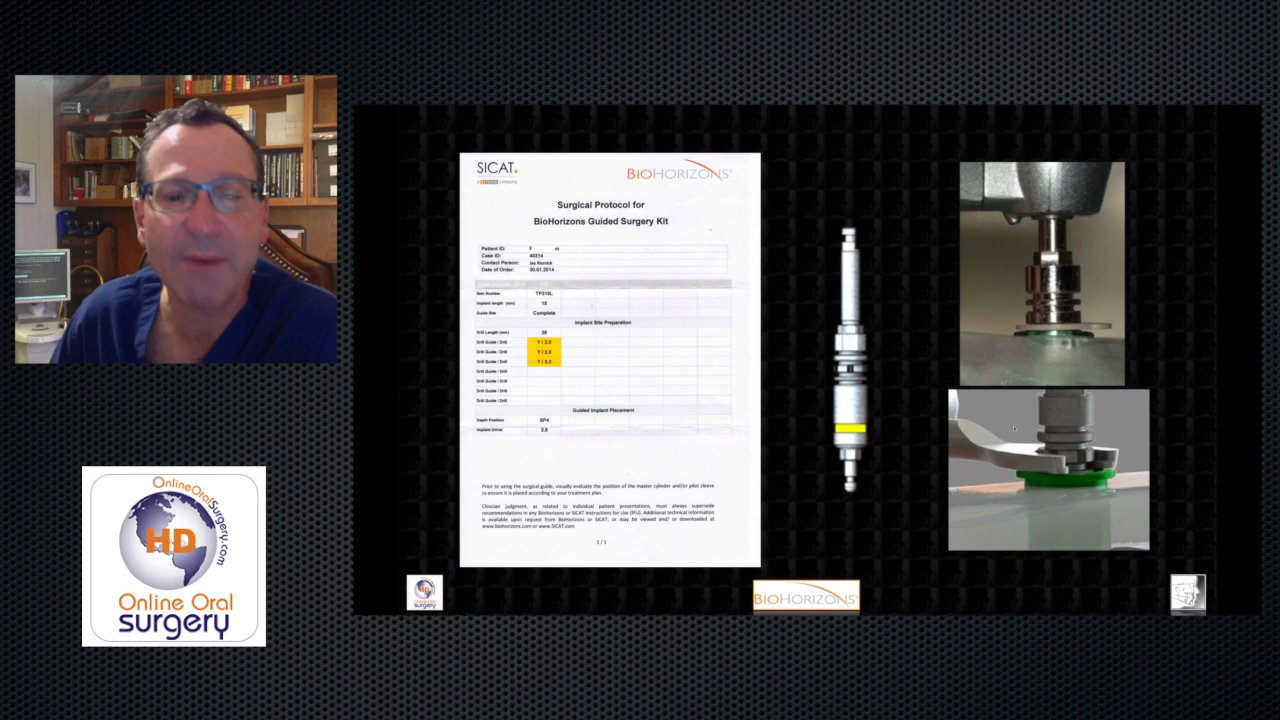 SICAT.
company
BIOHORIZONS®
Surgical Protocol for
BioHorizons Guided Surgery Kit
Patient ID:
Case ID: 40314
Contact Person: Jay Reznick
Date of Order: 30.01.2014
Item Number TP315L
Implant length (mm) 15
Guide Site Complete
Implant Site Preparation
Drill Length (mm) 28
Drill Guide / Drill Y / 2.0
Drill Guide / Drill Y / 2.5
Drill Guide / Drill Y / 3.2
Drill Guide / Drill
Drill Guide / Drill
Drill Guide / Drill
Drill Guide / Drill
Guided Implant Placement
Depth Position SP4
Implant Driver 3.8
Prior to using the surgical guide, visually evaluate the position of the master cylinder and/or pilot sleeve
to ensure it is placed according to your treatment plan.
Clinician judgment, as related to individual patient presentations, must always supersede
recommendations in any BioHorizons or SICAT Instructions for Use (IFU). Additional technical information
is available upon request from BioHorizons or SICAT, or may be viewed and/ or downloaded at
www.biohorizons.com or www.SICAT.com
1 / 1
OnlineOralSurgery.com
HD
Online Oral
surgery
HD
Online Oral
surgery
BIOHORIZONS®